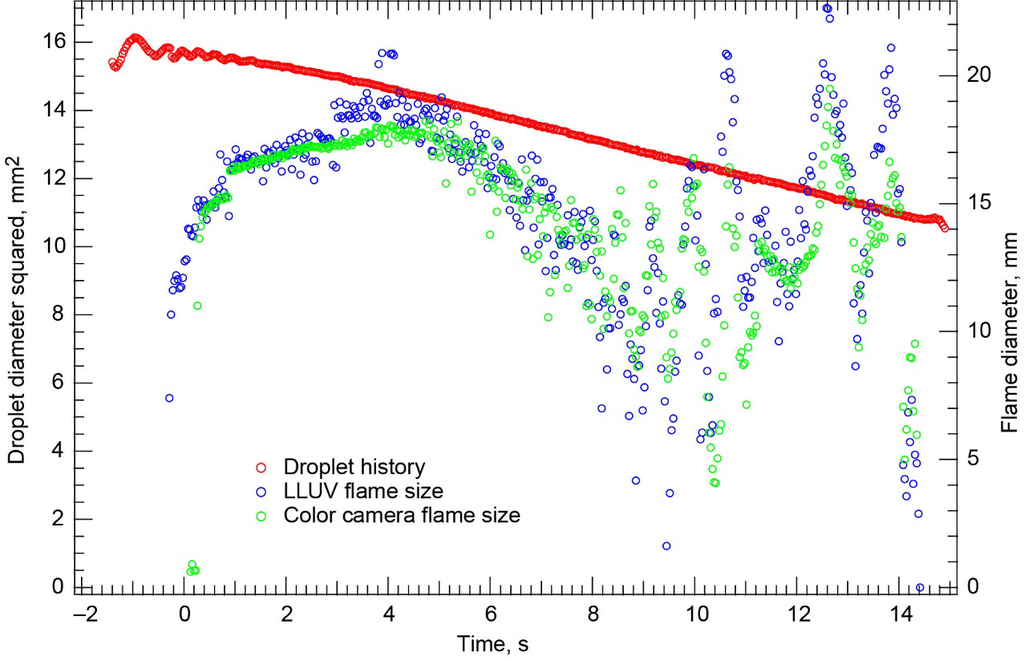 16
14
12
10
8
6
4
2
0
Droplet diameter squared, mm2
20
15
10
5
0
Flame diameter, mm
Droplet history
LLUV flame size
Color camera flame size
–2 0 2 4 6 8 10 12 14
Time, s